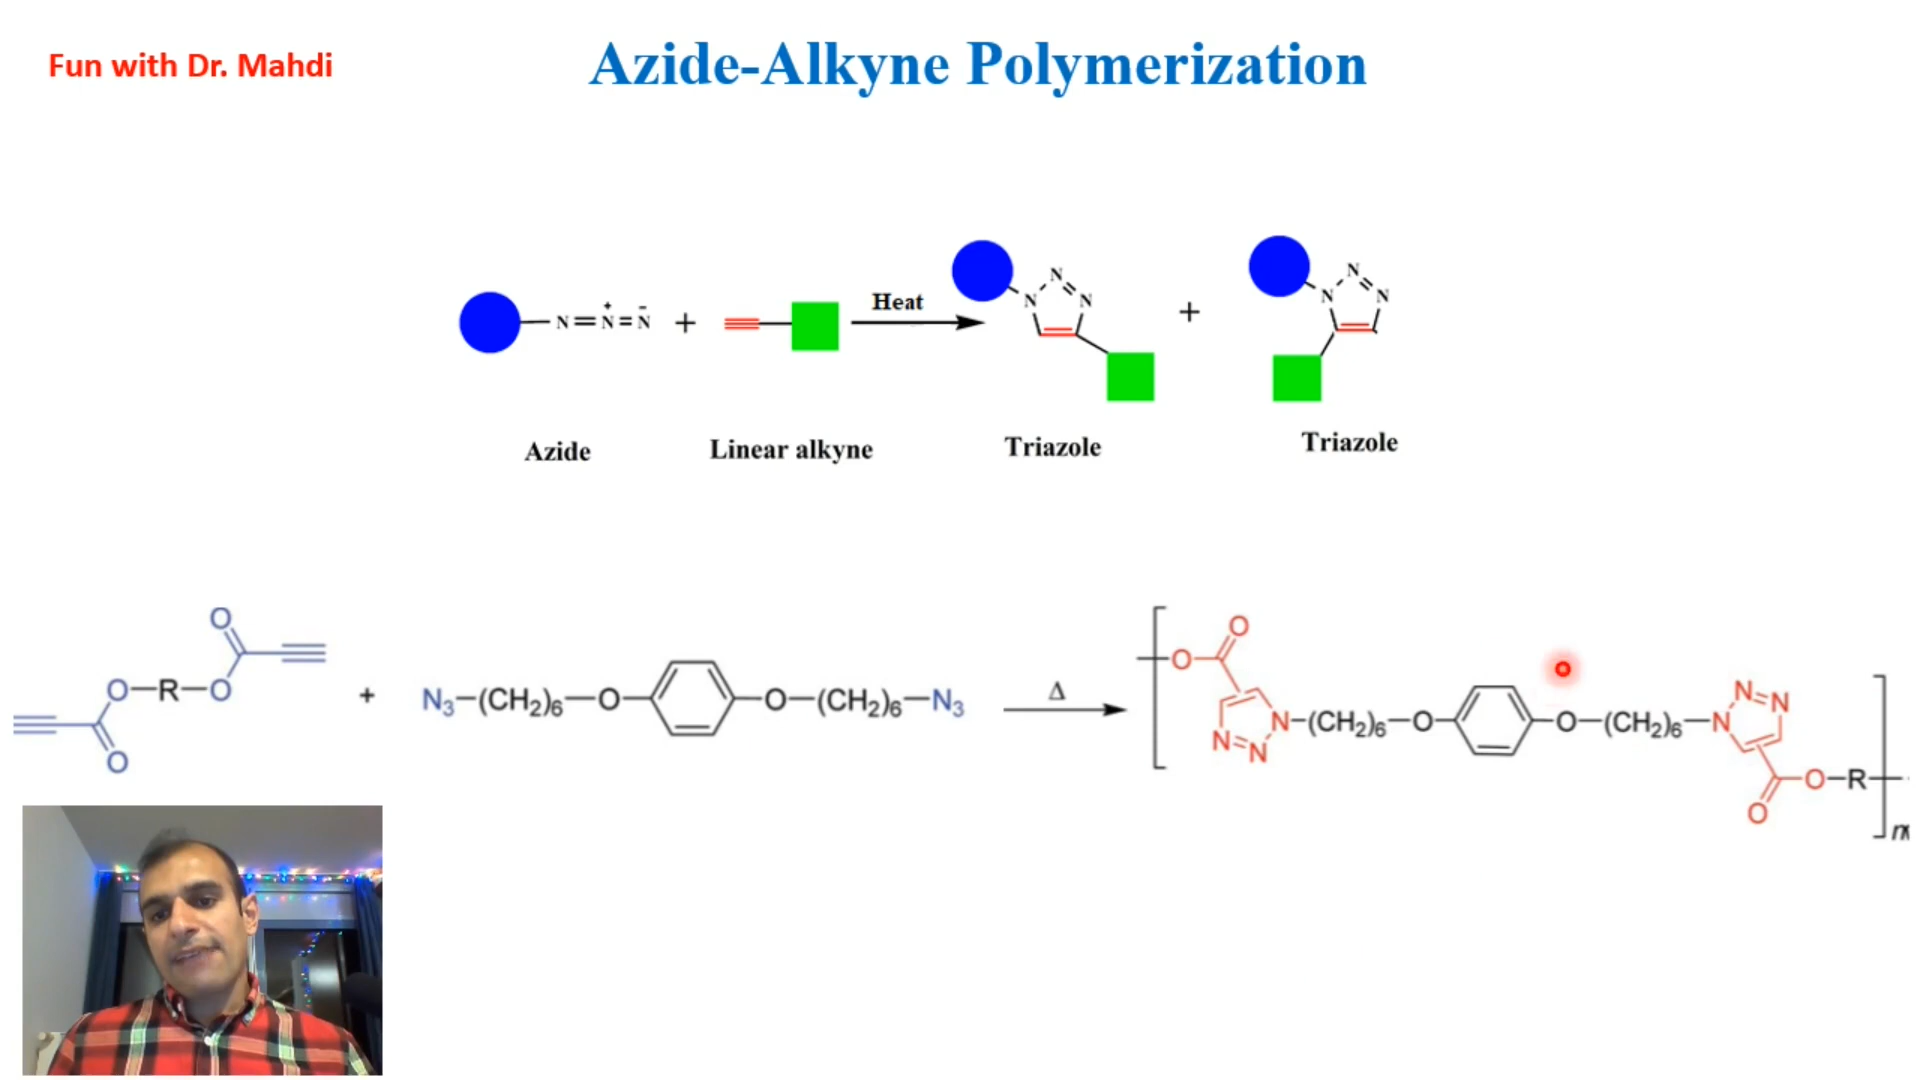 Fun with Dr. Mahdi
Azide-Alkyne Polymerization
N=N=N + - + Heat N N N + N N N
Azide
Linear alkyne
Triazole
Triazole
O O R O O + N3-(CH2)6-O O-(CH2)6-N3 Δ O O N N N-(CH2)6-O O-(CH2)6-N N=N O O-R n